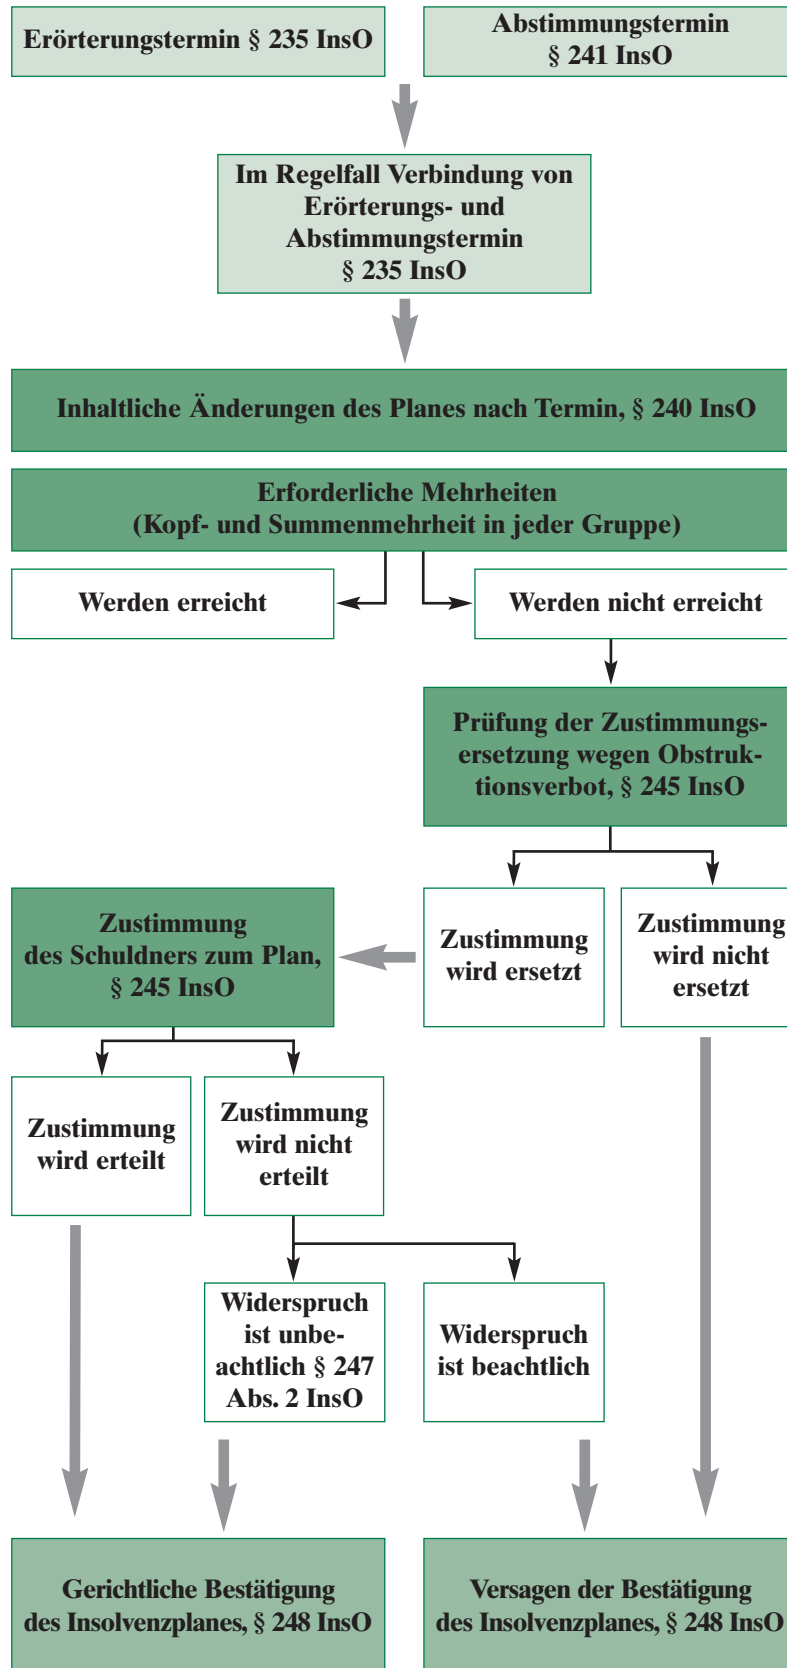 Erörterungstermin § 235 InsO
Abstimmungstermin
§ 241 InsO
Im Regelfall Verbindung von
Erörterungs- und
Abstimmungstermin
§ 235 InsO
Inhaltliche Änderungen des Planes nach Termin, § 240 InsO
Erforderliche Mehrheiten
(Kopf- und Summenmehrheit in jeder Gruppe)
Werden erreicht
Werden nicht erreicht
Prüfung der Zustimmungs-
ersetzung wegen Obstruk-
tionsverbot, § 245 InsO
Zustimmung
des Schuldners zum Plan,
§ 245 InsO
Zustimmung
wird ersetzt
Zustimmung
wird nicht
ersetzt
Zustimmung
wird erteilt
Zustimmung
wird nicht
erteilt
Widerspruch
ist unbe-
achtlich § 247
Abs. 2 InsO
Widerspruch
ist beachtlich
Gerichtliche Bestätigung
des Insolvenzplanes, § 248 InsO
Versagen der Bestätigung
des Insolvenzplanes, § 248 InsO